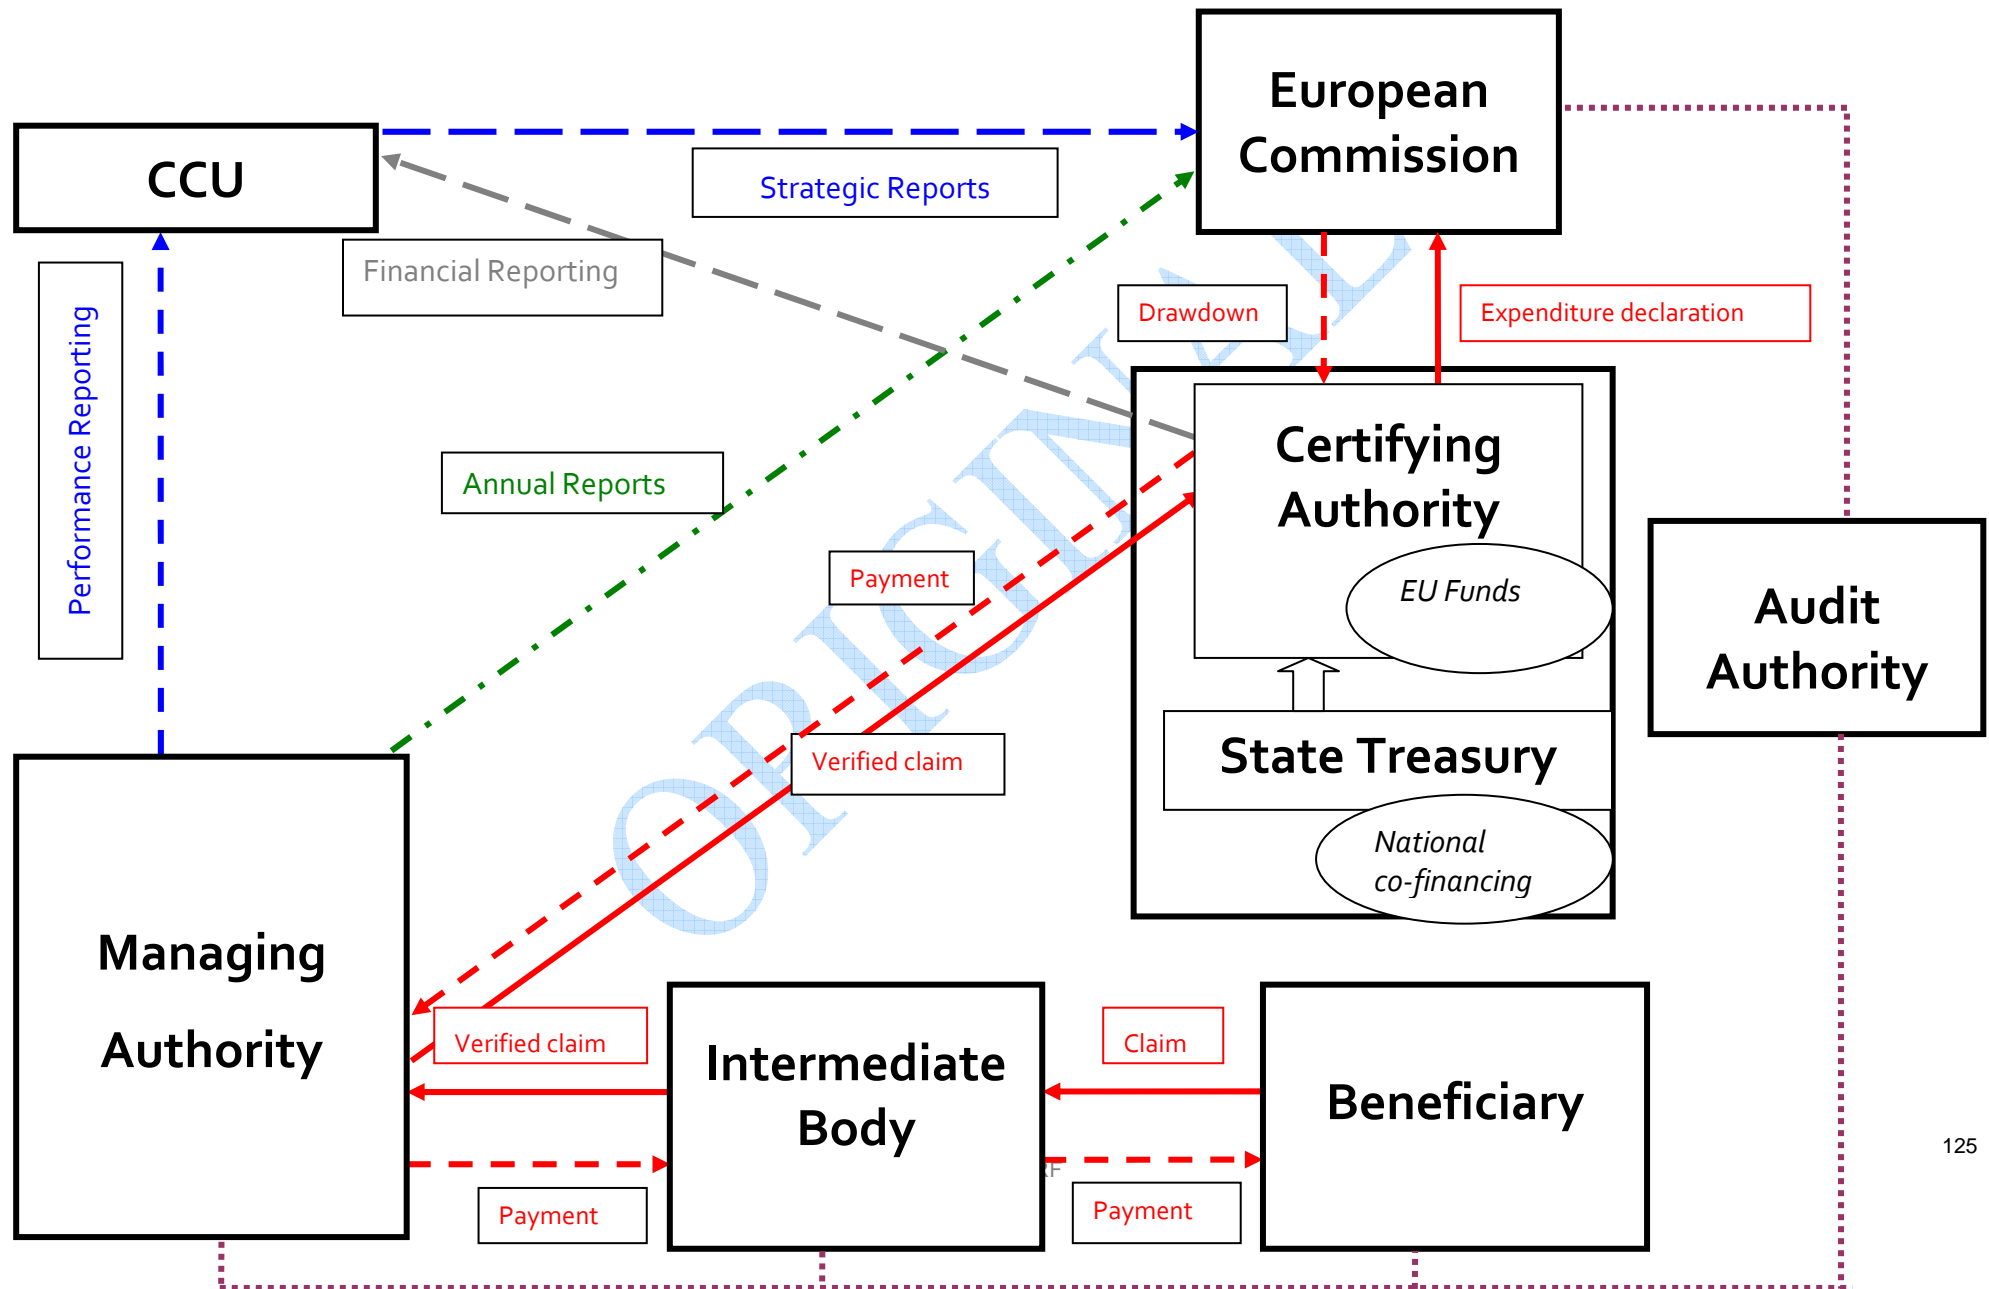 European
Commission
CCU
Strategic Reports
Financial Reporting
Performance Reporting
Drawdown
Expenditure declaration
Certifying
Authority
Annual Reports
Payment
EU Funds
Audit
Authority
State Treasury
Verified claim
National
co-financing
ORIGINAL
Managing
Authority
Verified claim
Intermediate
Body
Claim
Beneficiary
Payment
Payment
125